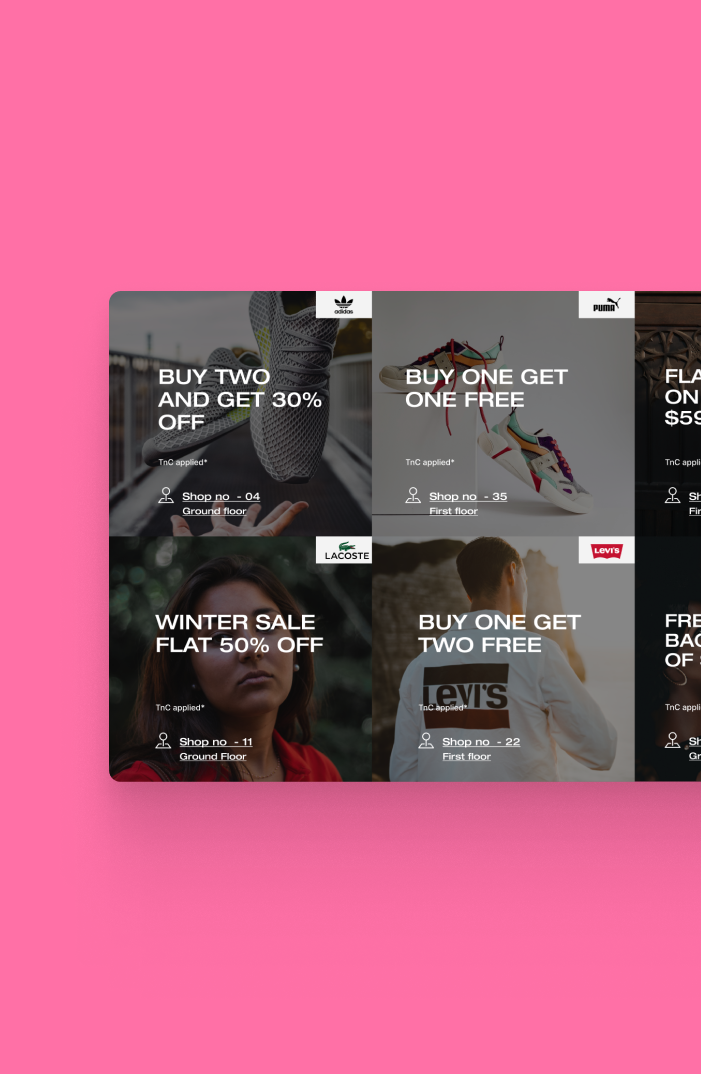 adidas
BUY TWO
AND GET 30%
OFF
TnC applied*
Shop no - 04
Ground floor
PUMA
BUY ONE GET
ONE FREE
TnC applied*
Shop no - 35
First floor
FLA
ON
$59
TnC appli
Sh
Fir
LACOSTE
WINTER SALE
FLAT 50% OFF
TnC applied*
Shop no - 11
Ground Floor
LEVI'S
BUY ONE GET
TWO FREE
LEVI'S
TnC applied*
Shop no - 22
First floor
FRE
BAC
OF
TnC appli
Sh
Gr